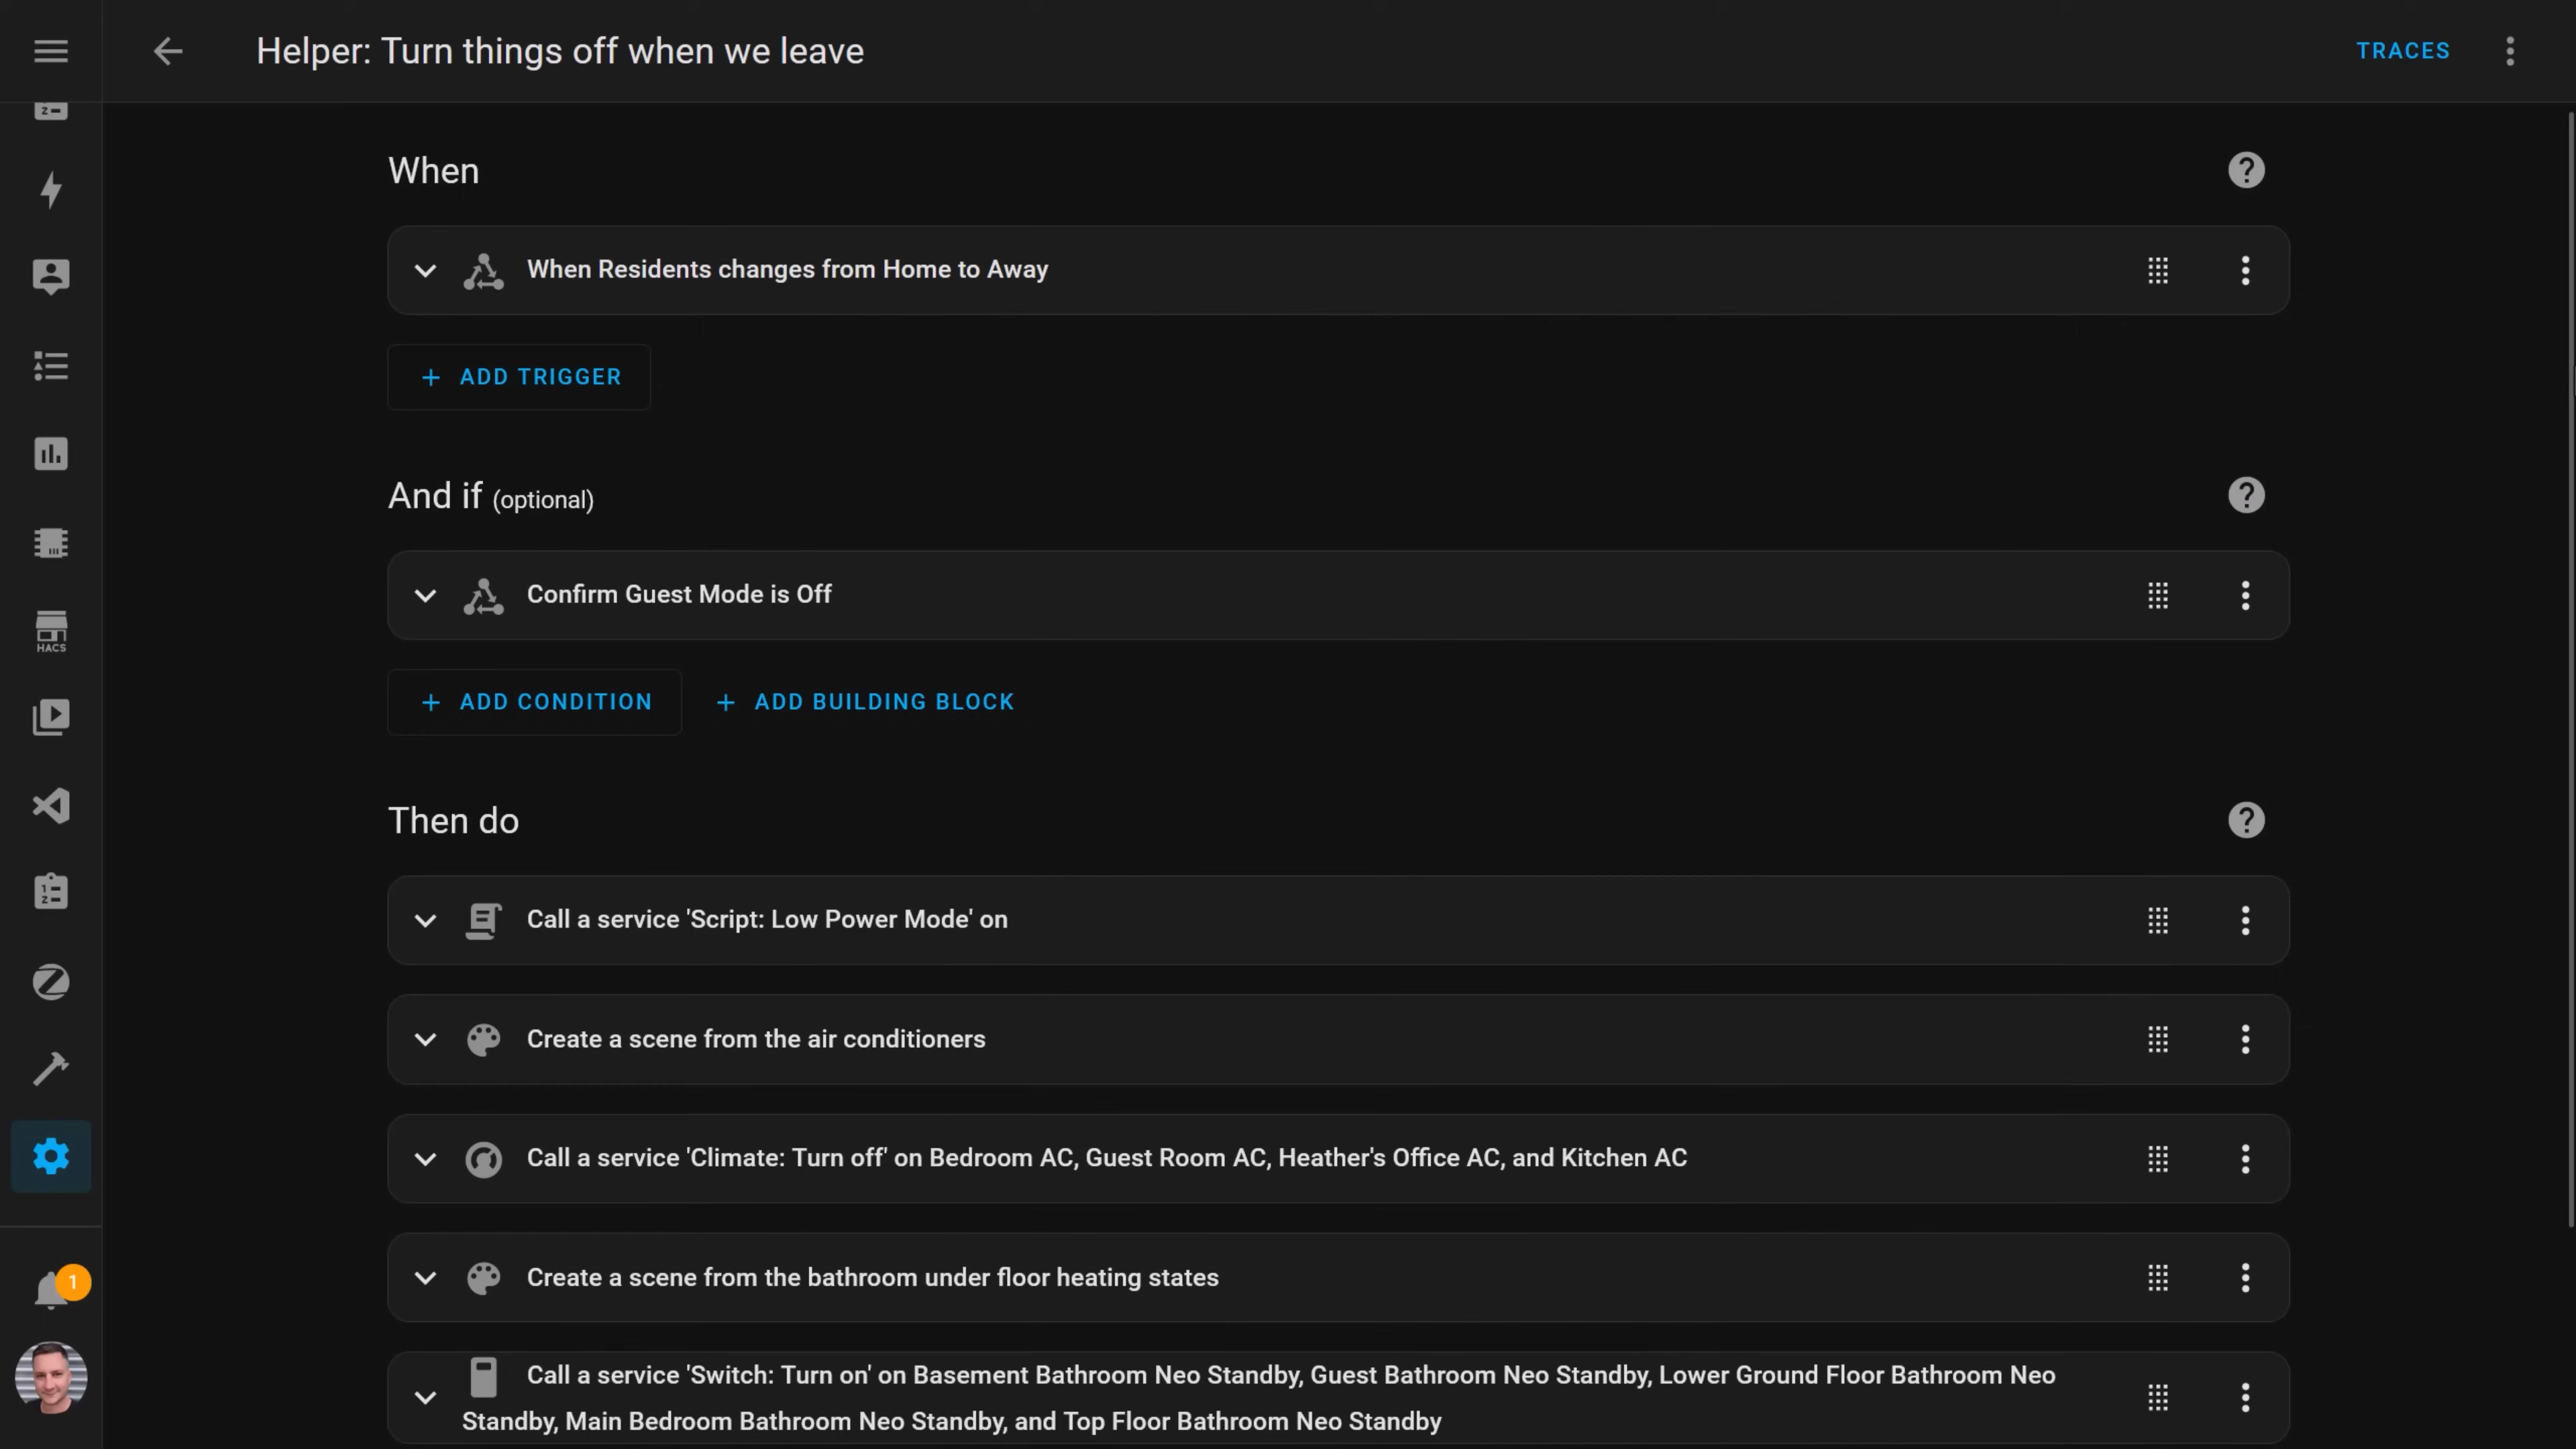 Helper: Turn things off when we leave
TRACES
When
When Residents changes from Home to Away
+ ADD TRIGGER
And if (optional)
Confirm Guest Mode is Off
+ ADD CONDITION
+ ADD BUILDING BLOCK
HACS
Then do
Call a service 'Script: Low Power Mode' on
Create a scene from the air conditioners
Call a service 'Climate: Turn off' on Bedroom AC, Guest Room AC, Heather's Office AC, and Kitchen AC
Create a scene from the bathroom under floor heating states
1
Call a service 'Switch: Turn on' on Basement Bathroom Neo Standby, Guest Bathroom Neo Standby, Lower Ground Floor Bathroom Neo
Standby, Main Bedroom Bathroom Neo Standby, and Top Floor Bathroom Neo Standby